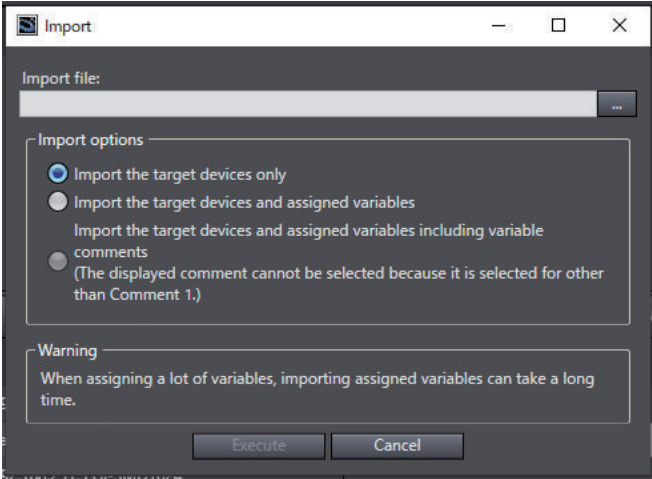 Import
Import file:
...
Import options
Import the target devices only
Import the target devices and assigned variables
Import the target devices and assigned variables including variable
comments
(The displayed comment cannot be selected because it is selected for other
than Comment 1.)
Warning
When assigning a lot of variables, importing assigned variables can take a long
time.
Execute
Cancel